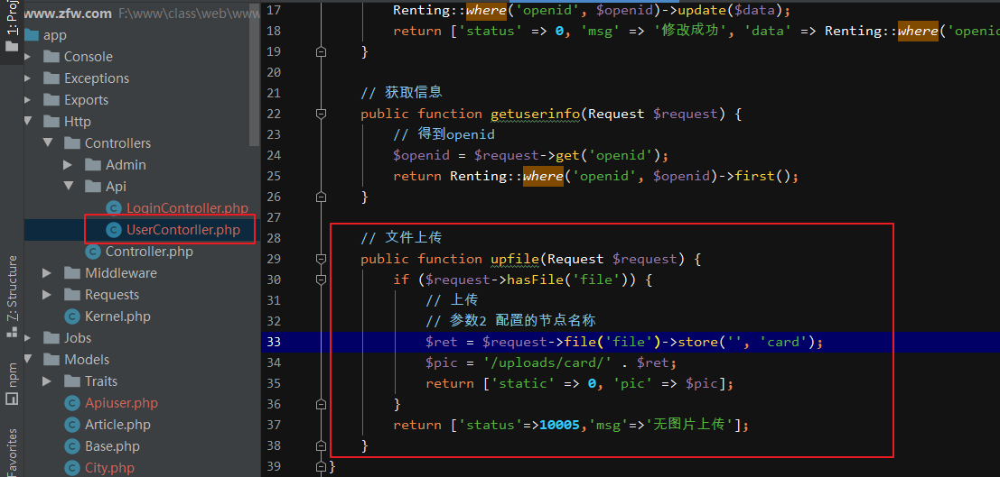 1: Proj
Z: Structure
npm
Favorites
www.zfw.com F:\www\class\web\www
app
Console
Exceptions
Exports
Http
Controllers
Admin
Api
LoginController.php
UserContorller.php
Controller.php
Middleware
Requests
Kernel.php
Jobs
Models
Traits
Apiuser.php
Article.php
Base.php
City.php
17 Renting::where('openid', $openid)->update($data);
18 return ['status' => 0, 'msg' => '修改成功', 'data' => Renting::where('openid
19 }
20
21 // 获取信息
22 public function getuserinfo(Request $request) {
23 // 得到openid
24 $openid = $request->get('openid');
25 return Renting::where('openid', $openid)->first();
26 }
27
28 // 文件上传
29 public function upfile(Request $request) {
30 if ($request->hasFile('file')) {
31 // 上传
32 // 参数2 配置的节点名称
33 $ret = $request->file('file')->store('', 'card');
34 $pic = '/uploads/card/' . $ret;
35 return ['static' => 0, 'pic' => $pic];
36 }
37 return ['status'=>10005,'msg'=>'无图片上传'];
38 }
39 }